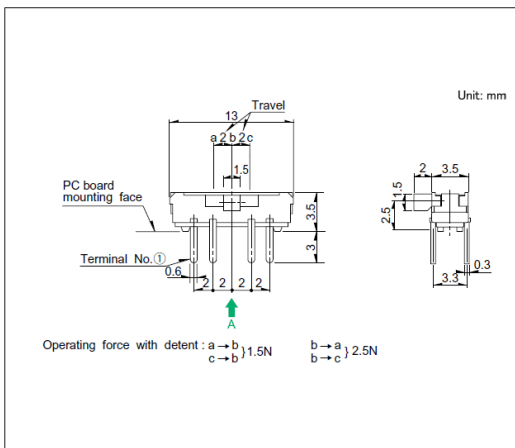 Unit: mm
Travel
13
a 2 b 2 c
1.5
PC board
mounting face
3.5
3
Terminal No.①
0.6
2 2 2 2
A
2 3.5
1.5
2.5
0.3
3.3
Operating force with detent : a→b c→b }1.5N b→a b→c } 2.5N